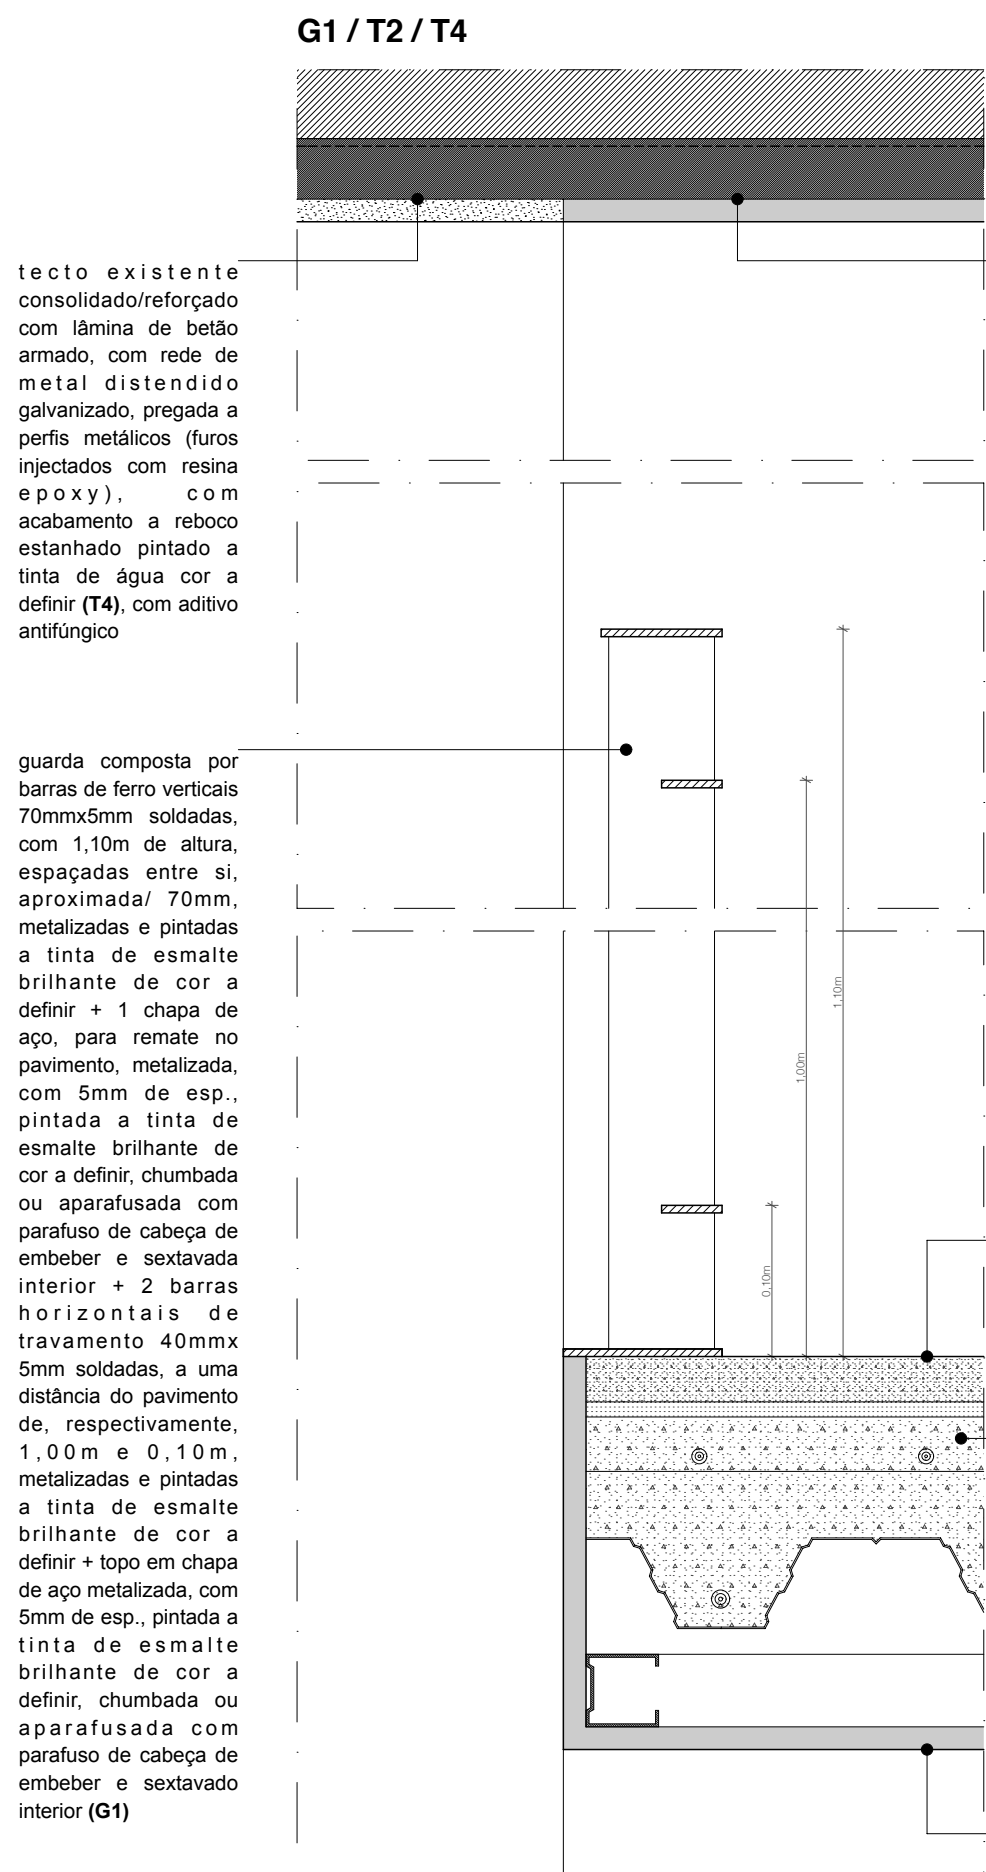 G1 / T2 / T4
tecto existente
consolidado/reforçado
com lâmina de betão
armado, com rede de
metal distendido
galvanizado, pregada a
perfis metálicos (furos
injectados com resina
epoxy), com
acabamento a reboco
estanhado pintado a
tinta de água cor a
definir (T4), com aditivo
antifúngico
guarda composta por
barras de ferro verticais
70mmx5mm soldadas,
com 1,10m de altura,
espaçadas entre si,
aproximada/ 70mm,
metalizadas e pintadas
a tinta de esmalte
brilhante de cor a
definir + 1 chapa de
aço, para remate no
pavimento, metalizada,
com 5mm de esp.,
pintada a tinta de
esmalte brilhante de
cor a definir, chumbada
ou aparafusada com
parafuso de cabeça de
embeber e sextavada
interior + 2 barras
horizontais de
travamento 40mmx
5mm soldadas, a uma
distância do pavimento
de, respectivamente,
1,00m e 0,10m,
metalizadas e pintadas
a tinta de esmalte
brilhante de cor a
definir + topo em chapa
de aço metalizada, com
5mm de esp., pintada a
tinta de esmalte
brilhante de cor a
definir, chumbada ou
aparafusada com
parafuso de cabeça de
embeber e sextavado
interior (G1)
1,10m
1,00m
0,10m